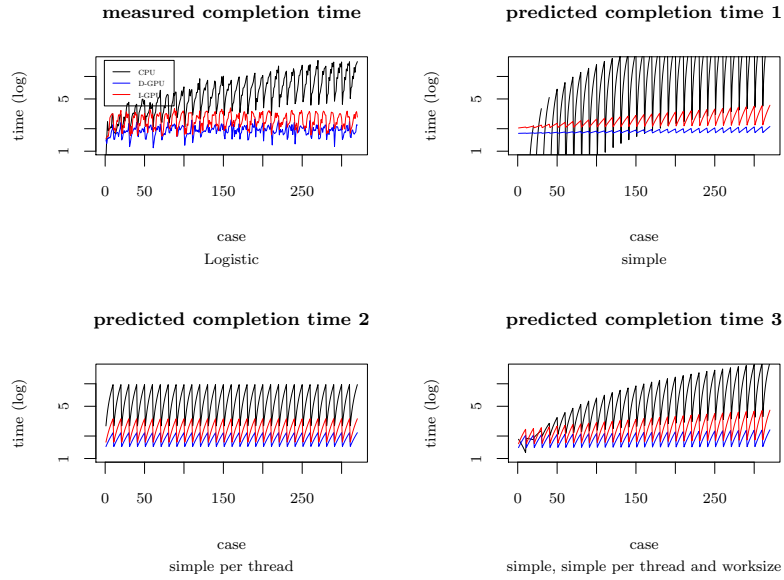 measured completion time
time (log)
5
1
CPU
D-GPU
I-GPU
0 50 150 250
case
Logistic
predicted completion time 1
time (log)
5
1
0 50 150 250
case
simple
predicted completion time 2
time (log)
5
1
0 50 150 250
case
simple per thread
predicted completion time 3
time (log)
5
1
0 50 150 250
case
simple, simple per thread and worksize